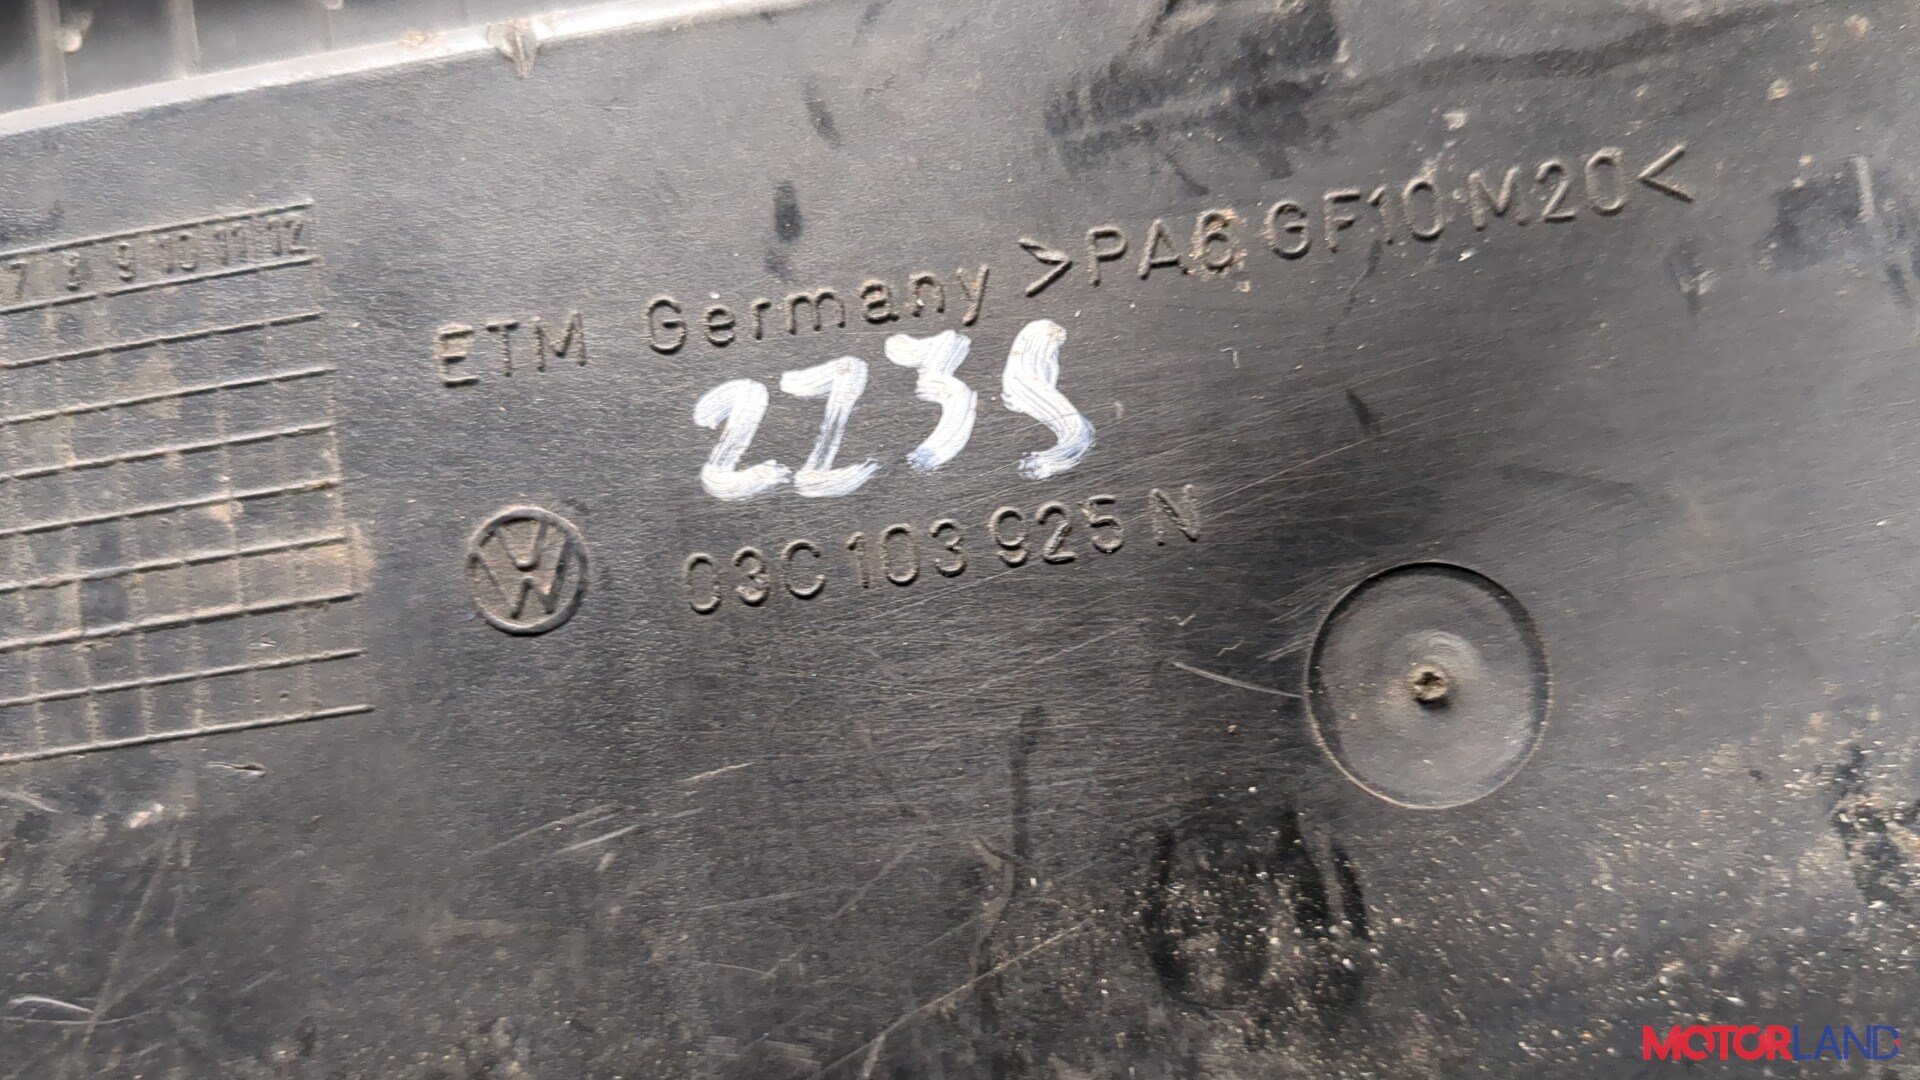 7 8 9 10 11 12
ETM Germany >PA6 GF10 M20<
2235
03C 103 925 N
MOTORLAND